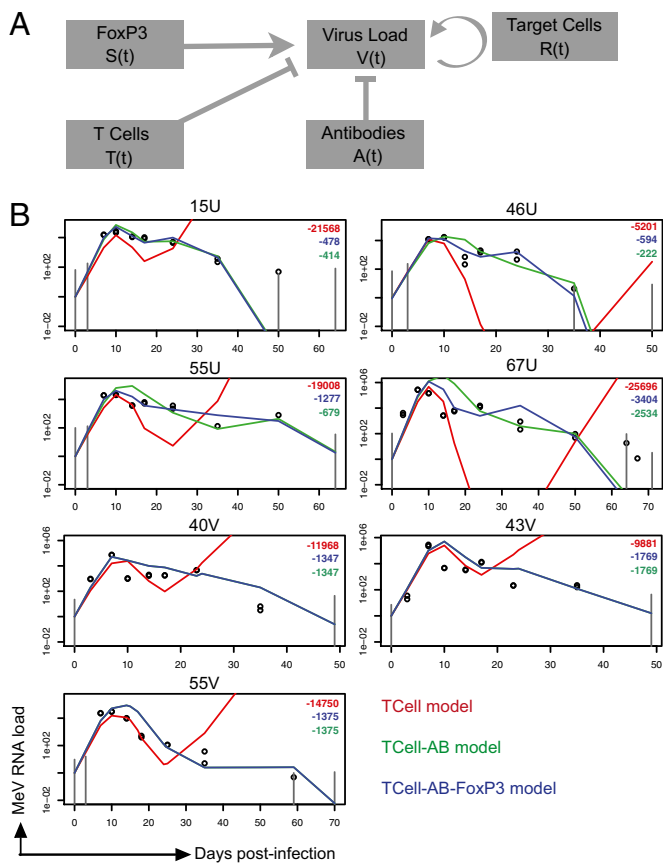 A
FoxP3
S(t)
Virus Load
V(t)
Target Cells
R(t)
T Cells
T(t)
Antibodies
A(t)
B
15U
-21568
-478
-414
1e+02
1e-02
0 10 20 30 40 50 60
46U
-5201
-594
-222
1e+02
1e-02
0 10 20 30 40 50
55U
-19008
-1277
-679
1e+02
1e-02
0 10 20 30 40 50 60
67U
-25696
-3404
-2534
1e+02
1e-02
0 10 20 30 40 50 60 70
40V
-11968
-1347
-1347
1e+06
1e+02
1e-02
0 10 20 30 40 50
43V
-9881
-1769
-1769
1e+06
1e+02
1e-02
0 10 20 30 40 50
55V
-14750
-1375
-1375
1e+02
1e-02
0 10 20 30 40 50 60 70
TCell model
TCell-AB model
TCell-AB-FoxP3 model
MeV RNA load
Days post-infection